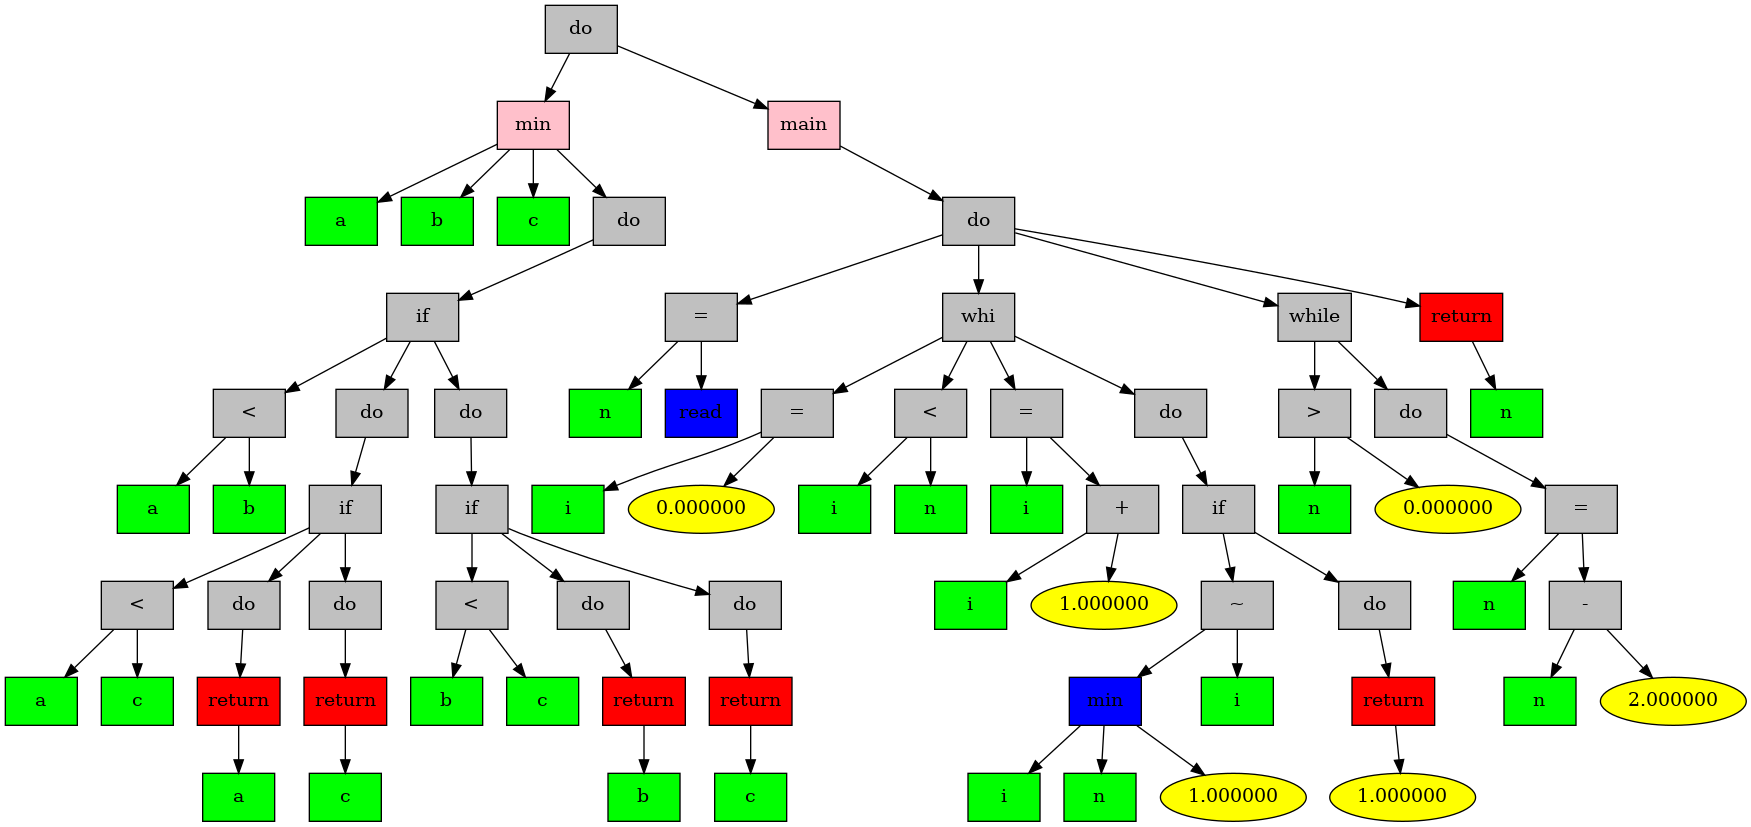 do
min main
a b c do do
if = whi while return
< do do n read = < = do > do n
a b if if i 0.000000 i n i + if n 0.000000 =
< do do < do do i 1.000000 ~ do n -
a c return return b c return return min i return n 2.000000
a c b c i n 1.000000 1.000000